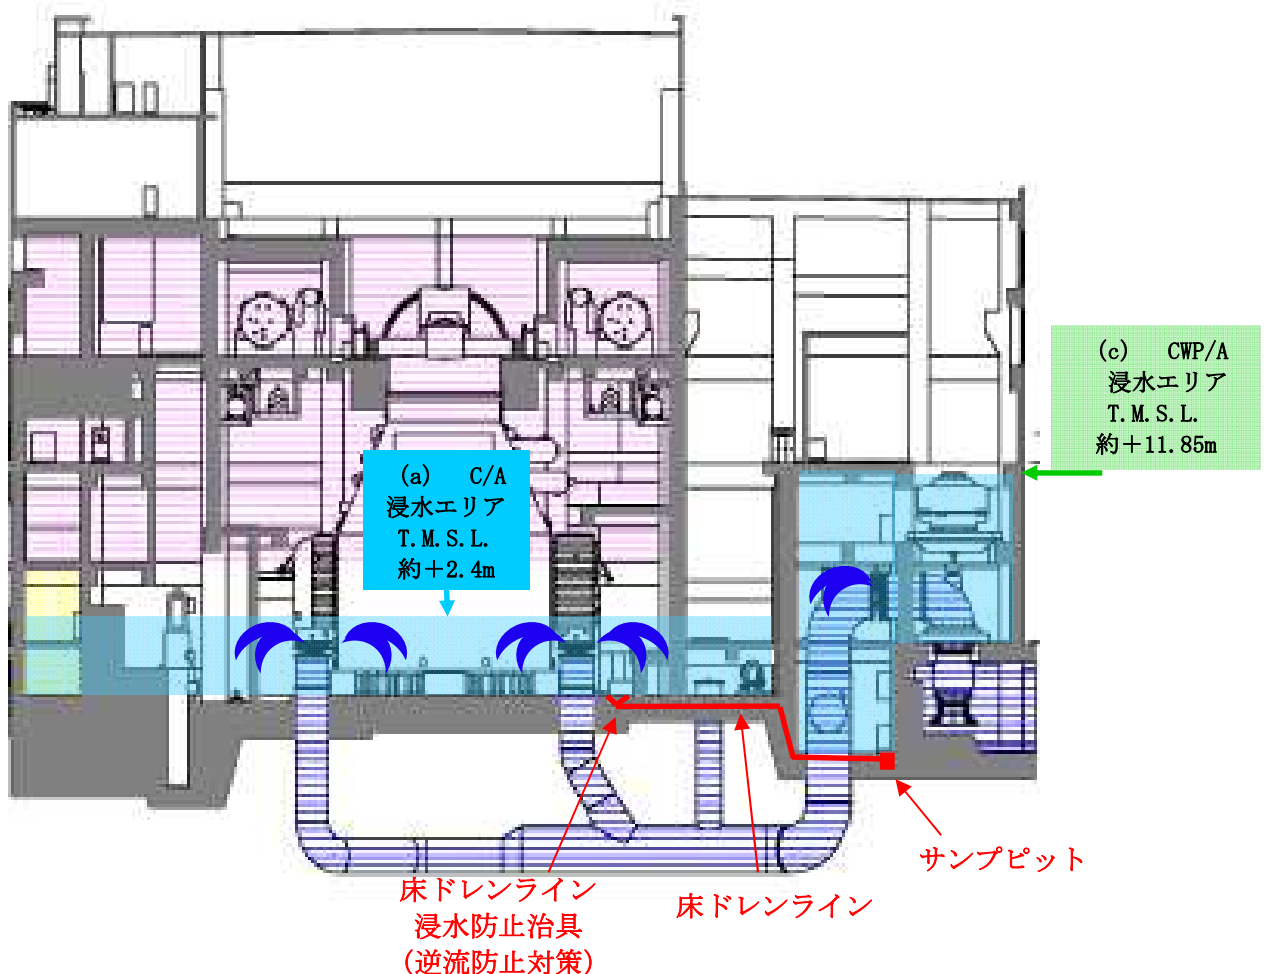 (c) CWP/A
浸水エリア
T.M.S.L.
約＋11.85m
(a) C/A
浸水エリア
T.M.S.L.
約＋2.4m
サンプピット
床ドレンライン
浸水防止治具
(逆流防止対策)
床ドレンライン